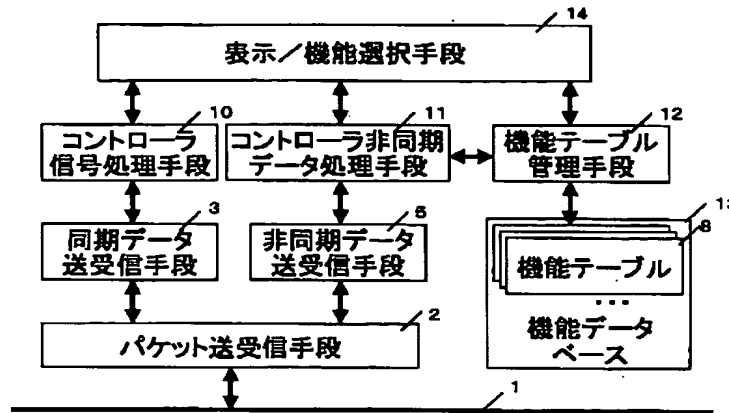 14
表示／機能選択手段
10
コントローラ
信号処理手段
11
コントローラ非同期
データ処理手段
12
機能テーブル
管理手段
3
同期データ
送受信手段
5
非同期データ
送受信手段
13
8
機能テーブル
•••
機能データ
ベース
2
パケット送受信手段
1